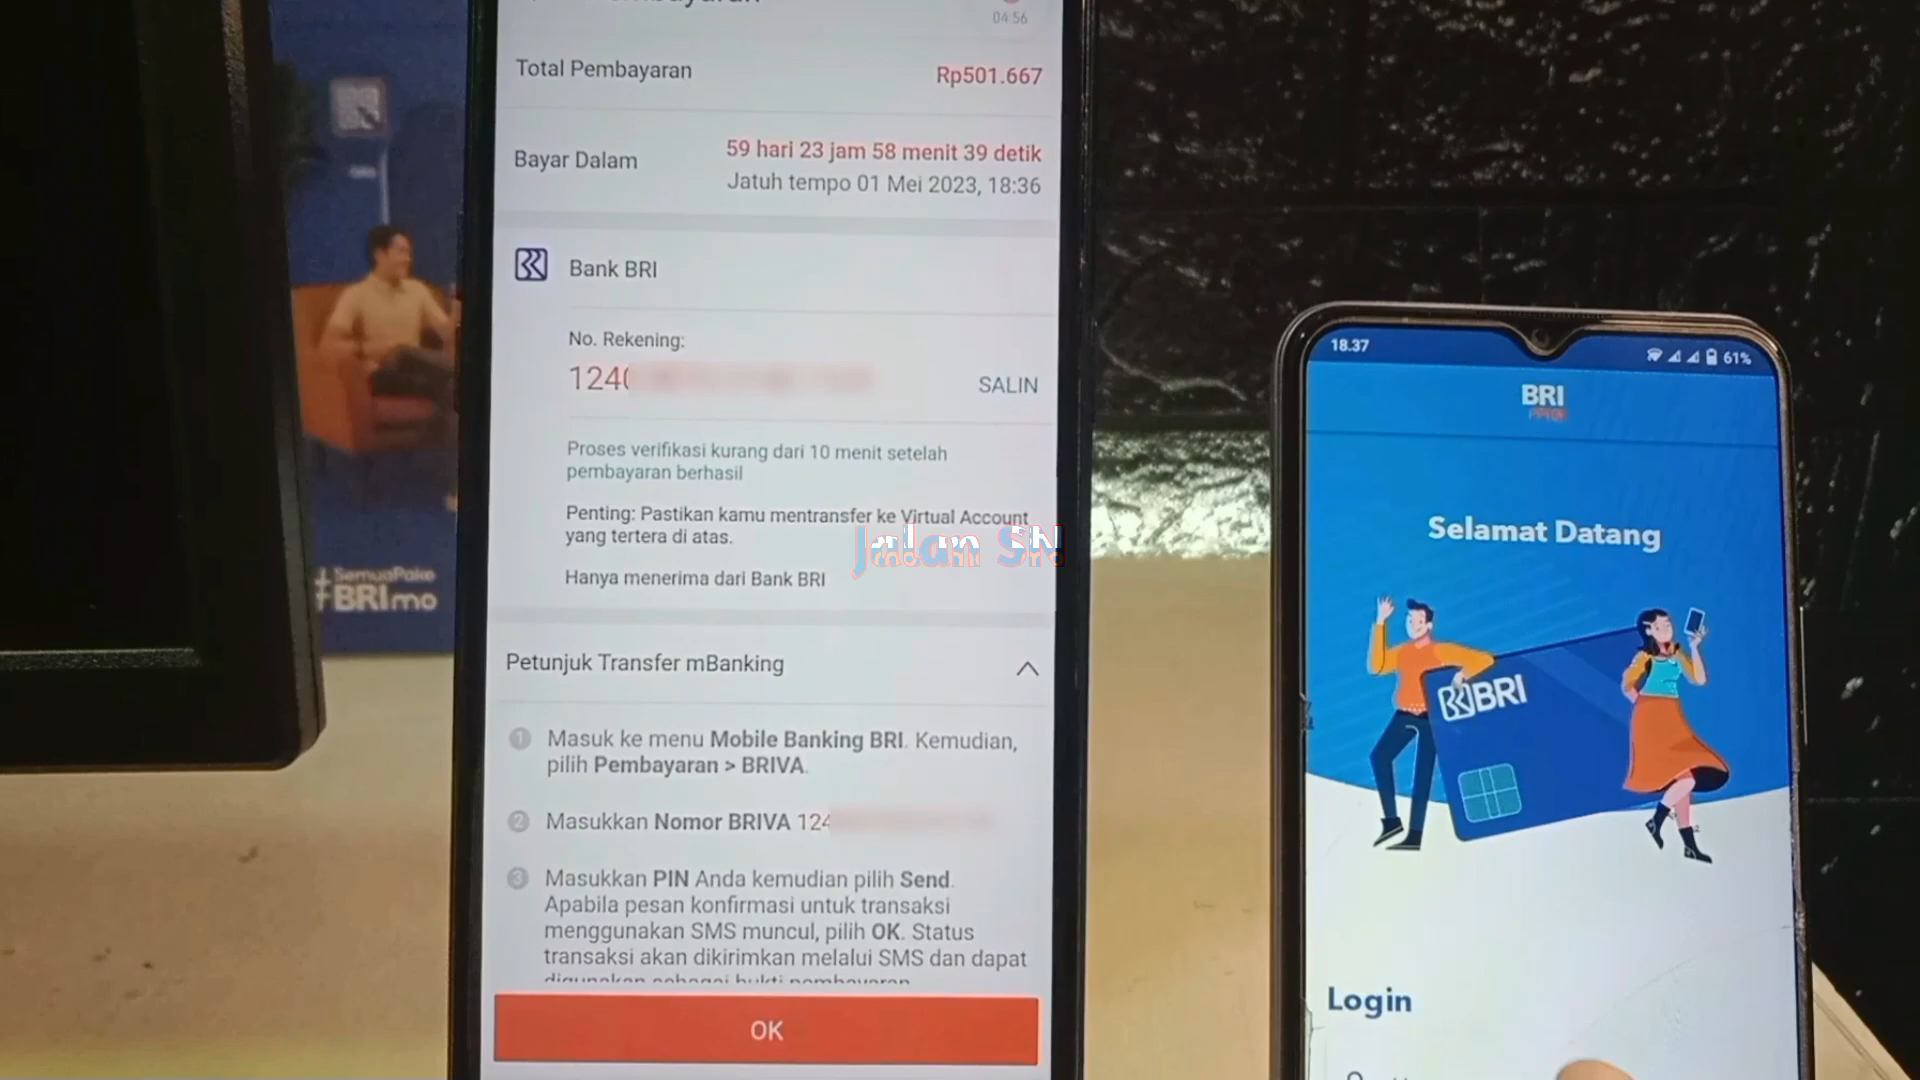 04:56
Total Pembayaran
Rp501.667
Bayar Dalam
59 hari 23 jam 58 menit 39 detik
Jatuh tempo 01 Mei 2023, 18:36
Bank BRI
No. Rekening:
124
SALIN
Proses verifikasi kurang dari 10 menit setelah
pembayaran berhasil
Penting: Pastikan kamu mentransfer ke Virtual Account
yang tertera di atas.
Hanya menerima dari Bank BRI
Petunjuk Transfer mBanking
1 Masuk ke menu Mobile Banking BRI. Kemudian,
pilih Pembayaran > BRIVA.
2 Masukkan Nomor BRIVA 124
3 Masukkan PIN Anda kemudian pilih Send.
Apabila pesan konfirmasi untuk transaksi
menggunakan SMS muncul, pilih OK. Status
transaksi akan dikirimkan melalui SMS dan dapat
OK
#SemuaPake
BRImo
Jalan SN
18.37
61%
BRI
Selamat Datang
BRI
Login